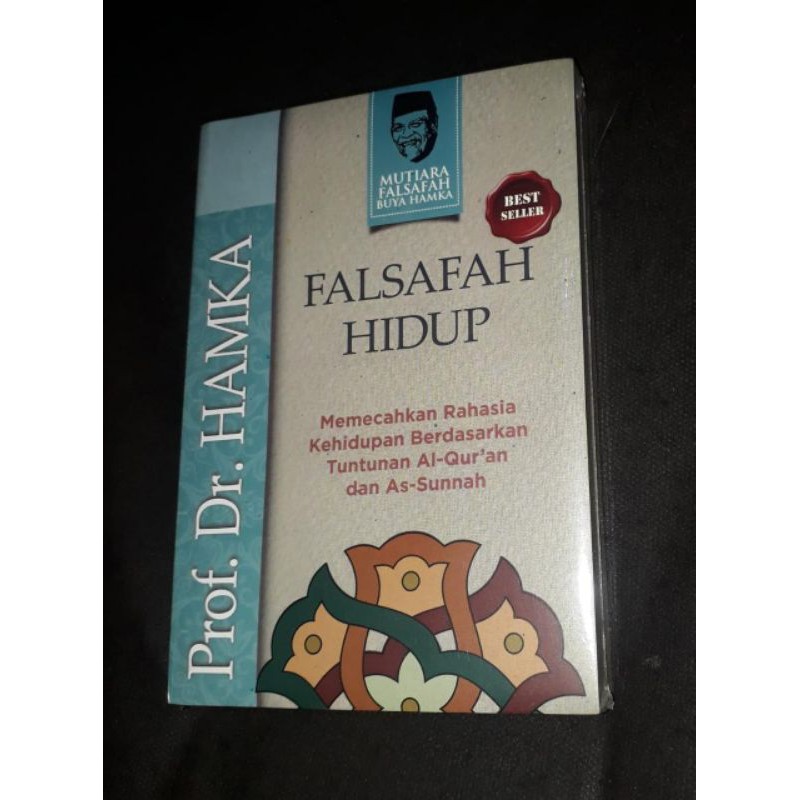 MUTIARA
FALSAFAH
BUYA HAMKA
BEST
SELLER
FALSAFAH
HIDUP
Memecahkan Rahasia
Kehidupan Berdasarkan
Tuntunan Al-Qur'an
dan As-Sunnah
Prof. Dr. HAMKA